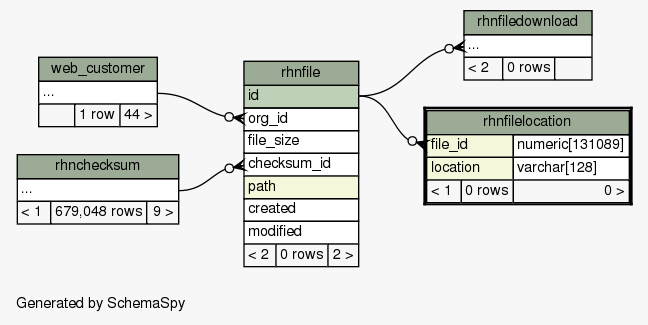 rhnfiledownload
...
< 2 0 rows
web_customer
...
1 row 44 >
rhnfile
id
org_id
file_size
checksum_id
path
created
modified
< 2 0 rows 2 >
rhnfilelocation
file_id numeric[131089]
location varchar[128]
< 1 0 rows 0 >
rhnchecksum
...
< 1 679,048 rows 9 >
Generated by SchemaSpy